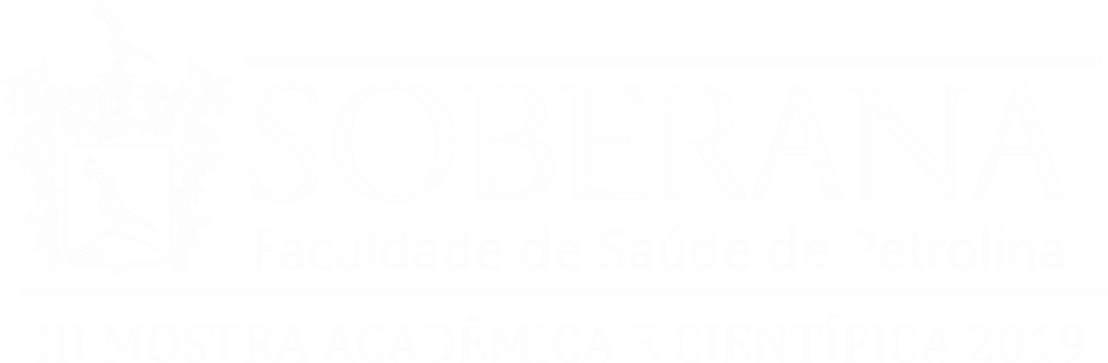 SOBERANA
Faculdade de Saúde de Petrolina
III MOSTRA ACADÊMICA E CIENTÍFICA 2019